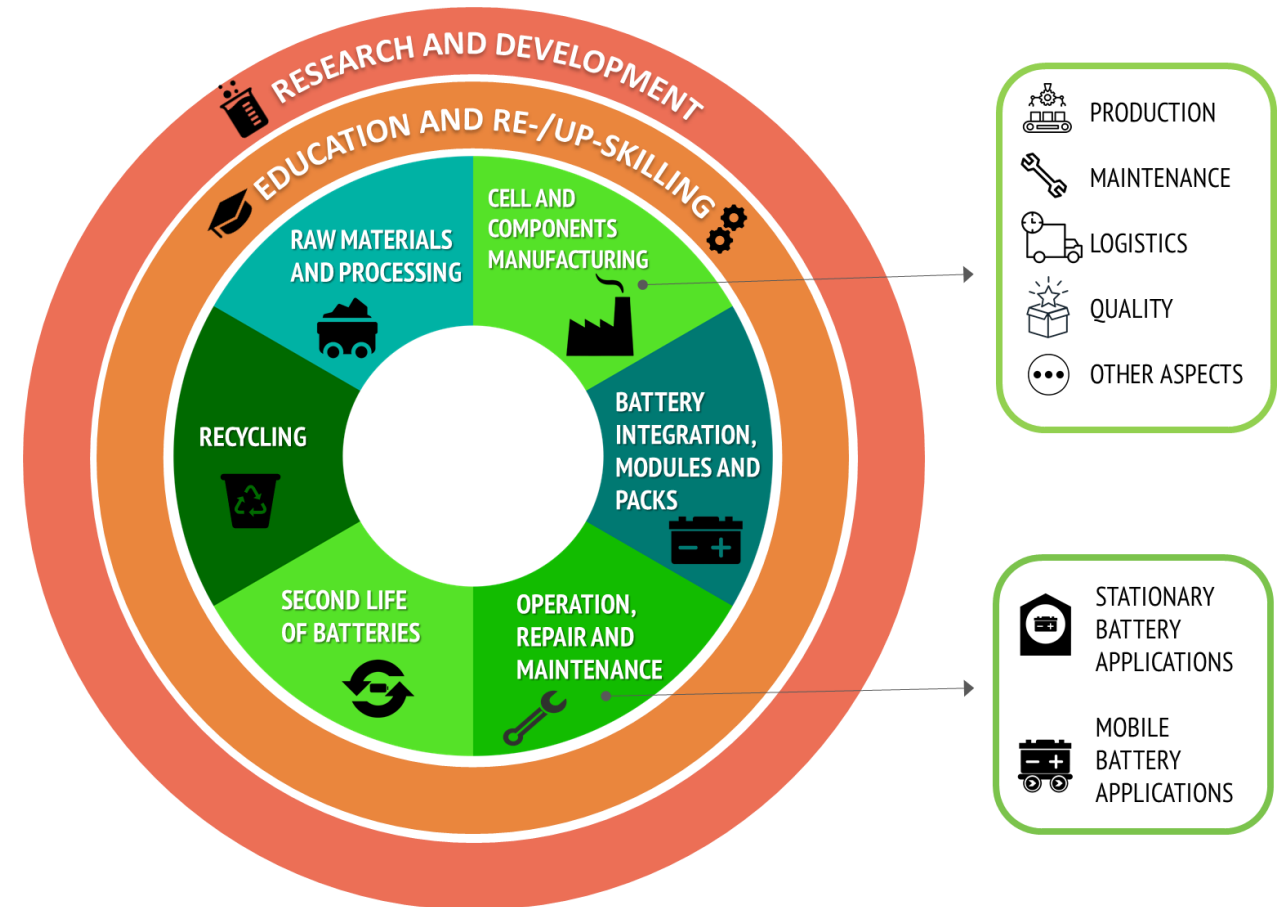 RESEARCH AND DEVELOPMENT
EDUCATION AND RE-/UP-SKILLING
RAW MATERIALS
AND PROCESSING
CELL AND
COMPONENTS
MANUFACTURING
BATTERY
INTEGRATION,
MODULES AND
PACKS
OPERATION,
REPAIR AND
MAINTENANCE
SECOND LIFE
OF BATTERIES
RECYCLING
PRODUCTION
MAINTENANCE
LOGISTICS
QUALITY
OTHER ASPECTS
STATIONARY
BATTERY
APPLICATIONS
MOBILE
BATTERY
APPLICATIONS